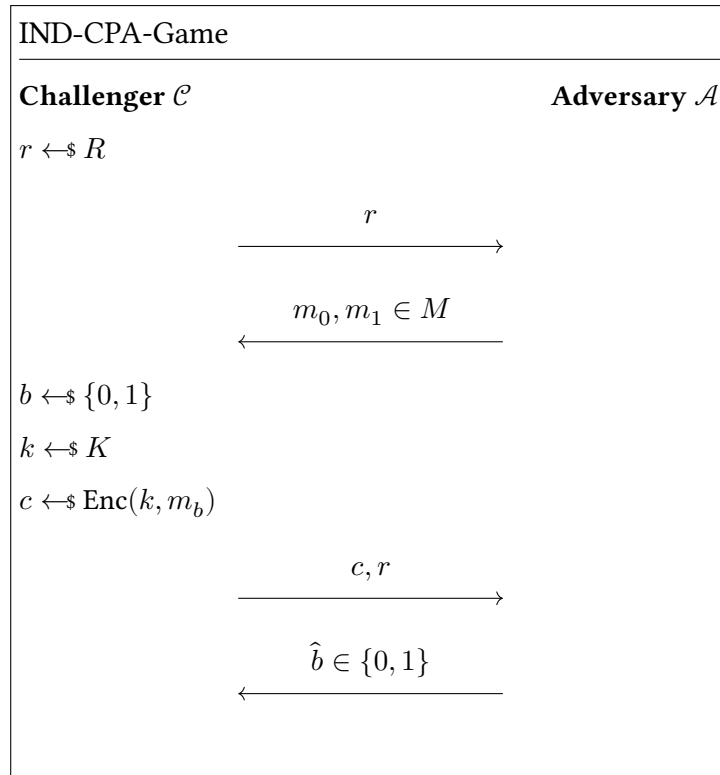 IND-CPA-Game
Challenger 𝒞 Adversary 𝒜
r ←$ R
r
m₀, m₁ ∈ M
b ←$ {0, 1}
k ←$ K
c ←$ Enc(k, m_b)
c, r
b̂ ∈ {0, 1}